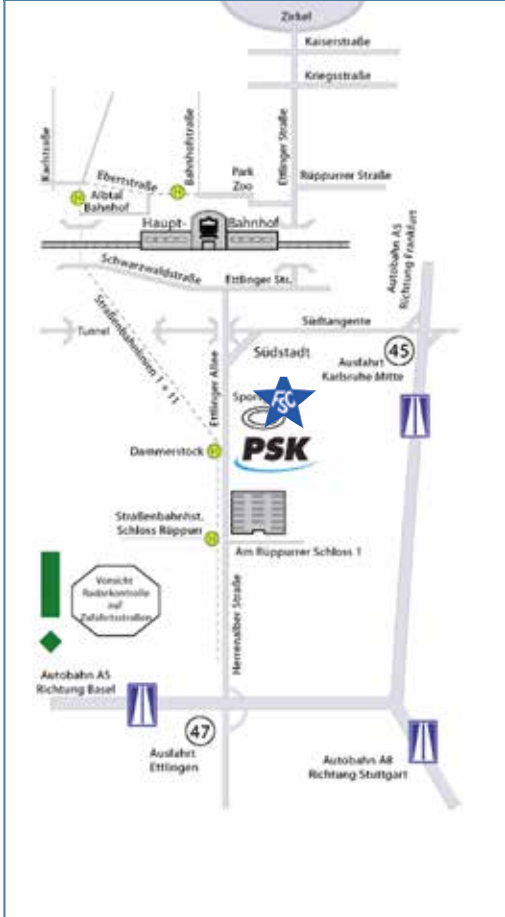 Zirkel
Kaiserstraße
Kriegsstraße
Karlstraße
Bahnhofstraße
Ettlinger Straße
Ebertstraße
Park
Zoo
Rüppurrer Straße
H
H
Albtal
Bahnhof
Haupt-
Bahnhof
Autobahn A5
Richtung Frankfurt
Schwarzwaldstraße
Ettlinger Str.
Straßenbahnlinien 1 + 11
Tunnel
Südtangente
Ettlinger Allee
Südstadt
45
Ausfahrt
Karlsruhe Mitte
FSC
PSK
Dammerstock
H
Straßenbahnhst.
Schloss Rüppurr
H
Am Rüppurrer Schloss 1
Vorsicht
Radarkontrolle
auf
Zufahrtsstraßen
Herrenalber Straße
Autobahn A5
Richtung Basel
47
Ausfahrt
Ettlingen
Autobahn A8
Richtung Stuttgart